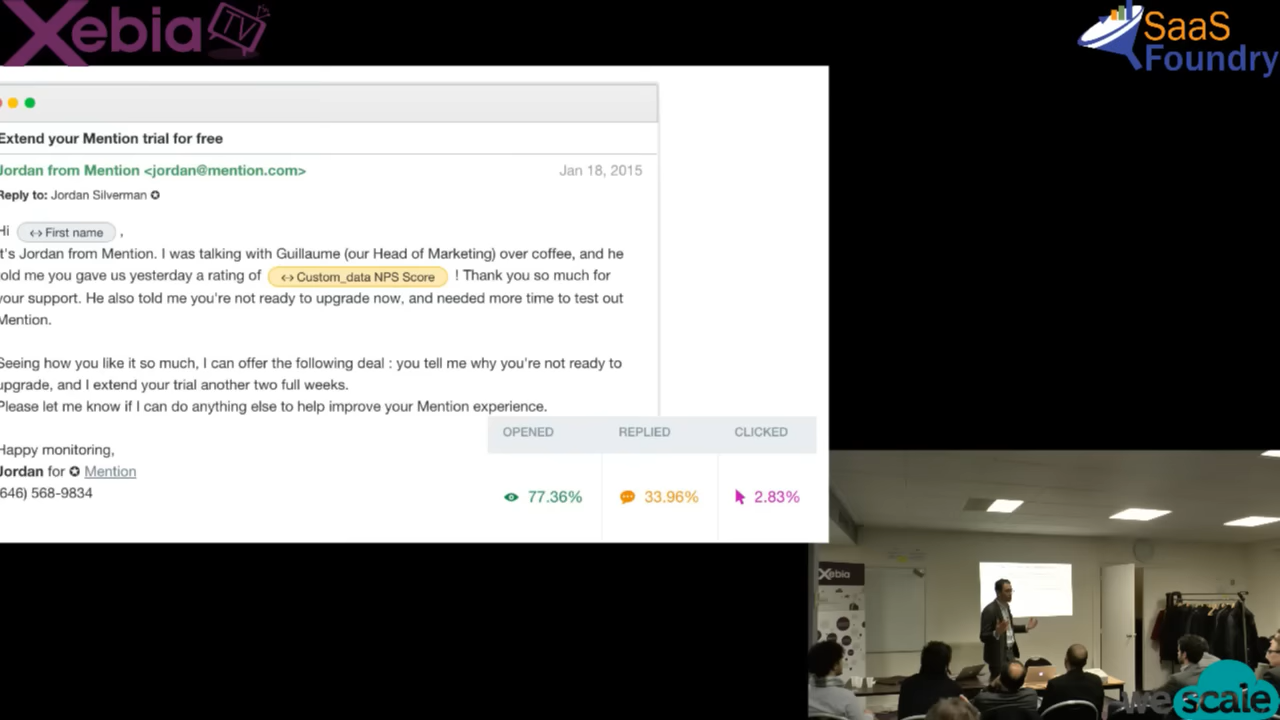 Xebia TV
SaaS
Foundry
Extend your Mention trial for free
Jordan from Mention <jordan@mention.com>
Jan 18, 2015
Reply to: Jordan Silverman
Hi First name ,
It's Jordan from Mention. I was talking with Guillaume (our Head of Marketing) over coffee, and he
told me you gave us yesterday a rating of Custom_data NPS Score ! Thank you so much for
your support. He also told me you're not ready to upgrade now, and needed more time to test out
Mention.
Seeing how you like it so much, I can offer the following deal : you tell me why you're not ready to
upgrade, and I extend your trial another two full weeks.
Please let me know if I can do anything else to help improve your Mention experience.
Happy monitoring,
Jordan for Mention
(646) 568-9834
OPENED REPLIED CLICKED
77.36% 33.96% 2.83%
Xebia
wescale